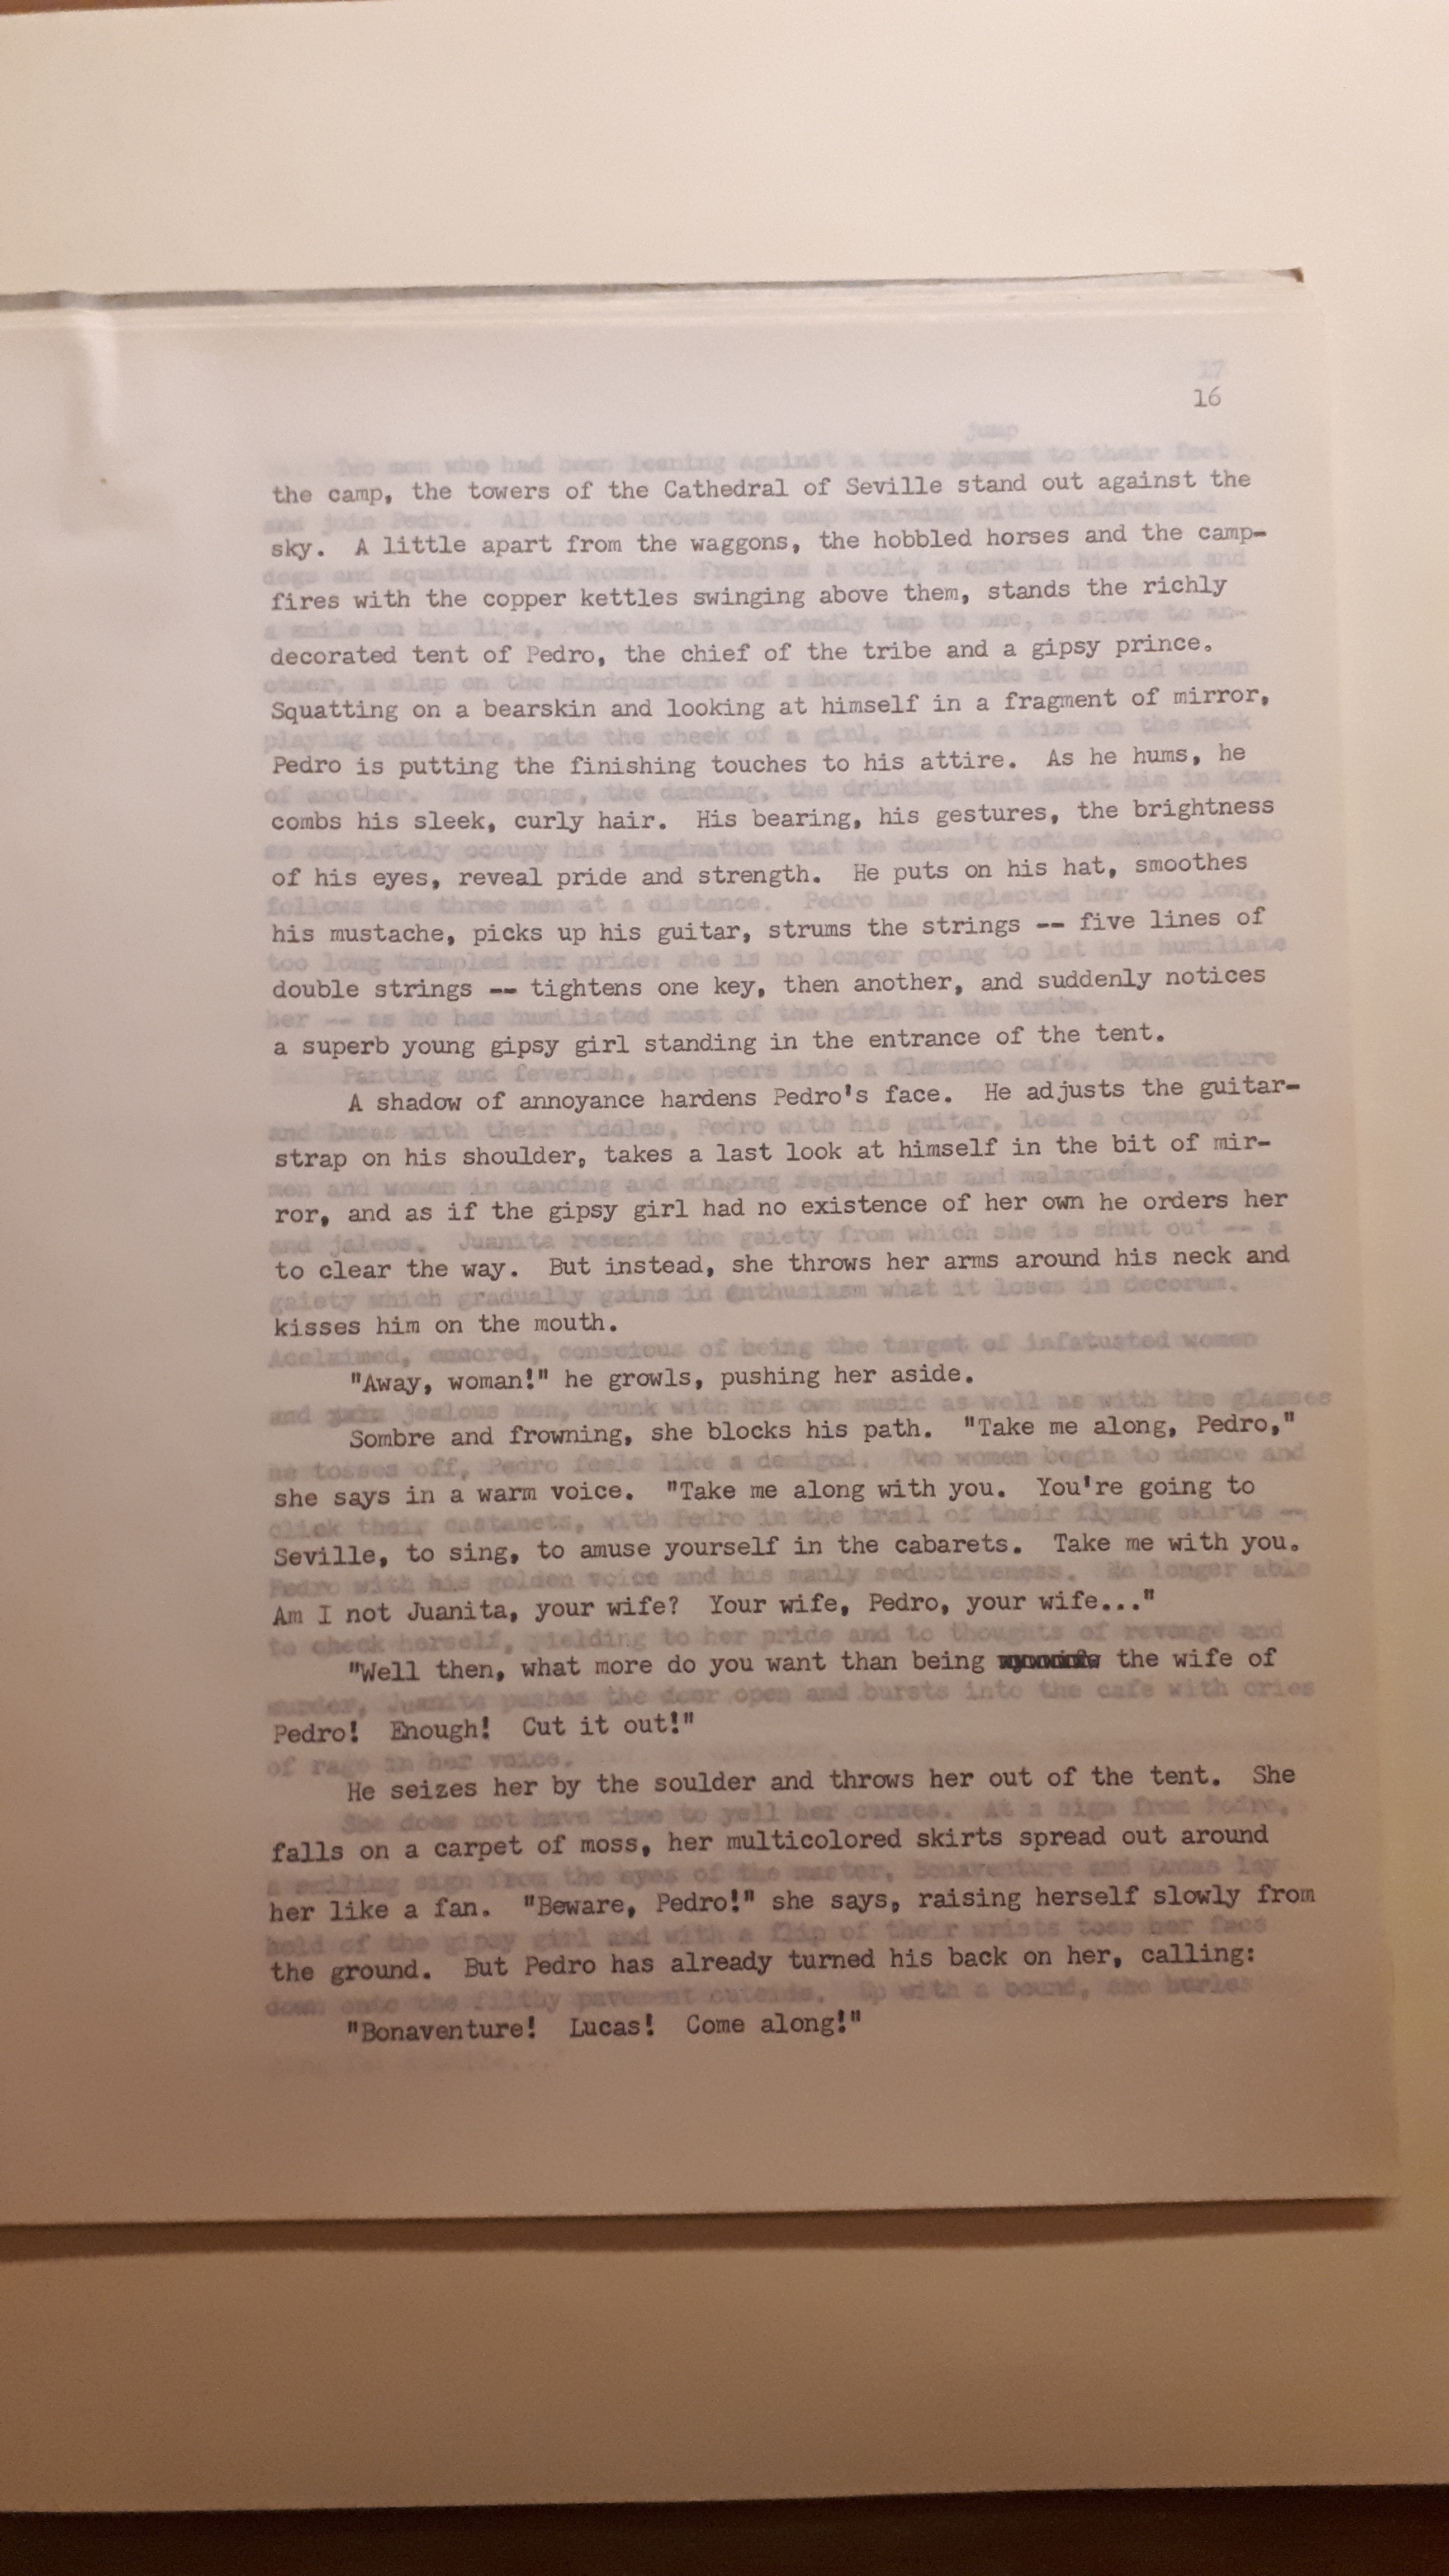 16
the camp, the towers of the Cathedral of Seville stand out against the
sky.  A little apart from the waggons, the hobbled horses and the camp-
fires with the copper kettles swinging above them, stands the richly
decorated tent of Pedro, the chief of the tribe and a gipsy prince.
Squatting on a bearskin and looking at himself in a fragment of mirror,
Pedro is putting the finishing touches to his attire.  As he hums, he
combs his sleek, curly hair.  His bearing, his gestures, the brightness
of his eyes, reveal pride and strength.  He puts on his hat, smoothes
his mustache, picks up his guitar, strums the strings -- five lines of
double strings -- tightens one key, then another, and suddenly notices
a superb young gipsy girl standing in the entrance of the tent.
A shadow of annoyance hardens Pedro's face.  He adjusts the guitar-
strap on his shoulder, takes a last look at himself in the bit of mir-
ror, and as if the gipsy girl had no existence of her own he orders her
to clear the way.  But instead, she throws her arms around his neck and
kisses him on the mouth.
"Away, woman!" he growls, pushing her aside.
Sombre and frowning, she blocks his path.  "Take me along, Pedro,"
she says in a warm voice.  "Take me along with you.  You're going to
Seville, to sing, to amuse yourself in the cabarets.  Take me with you.
Am I not Juanita, your wife?  Your wife, Pedro, your wife..."
"Well then, what more do you want than being the wife of
Pedro!  Enough!  Cut it out!"
He seizes her by the soulder and throws her out of the tent.  She
falls on a carpet of moss, her multicolored skirts spread out around
her like a fan.  "Beware, Pedro!" she says, raising herself slowly from
the ground.  But Pedro has already turned his back on her, calling:
"Bonaventure!  Lucas!  Come along!"